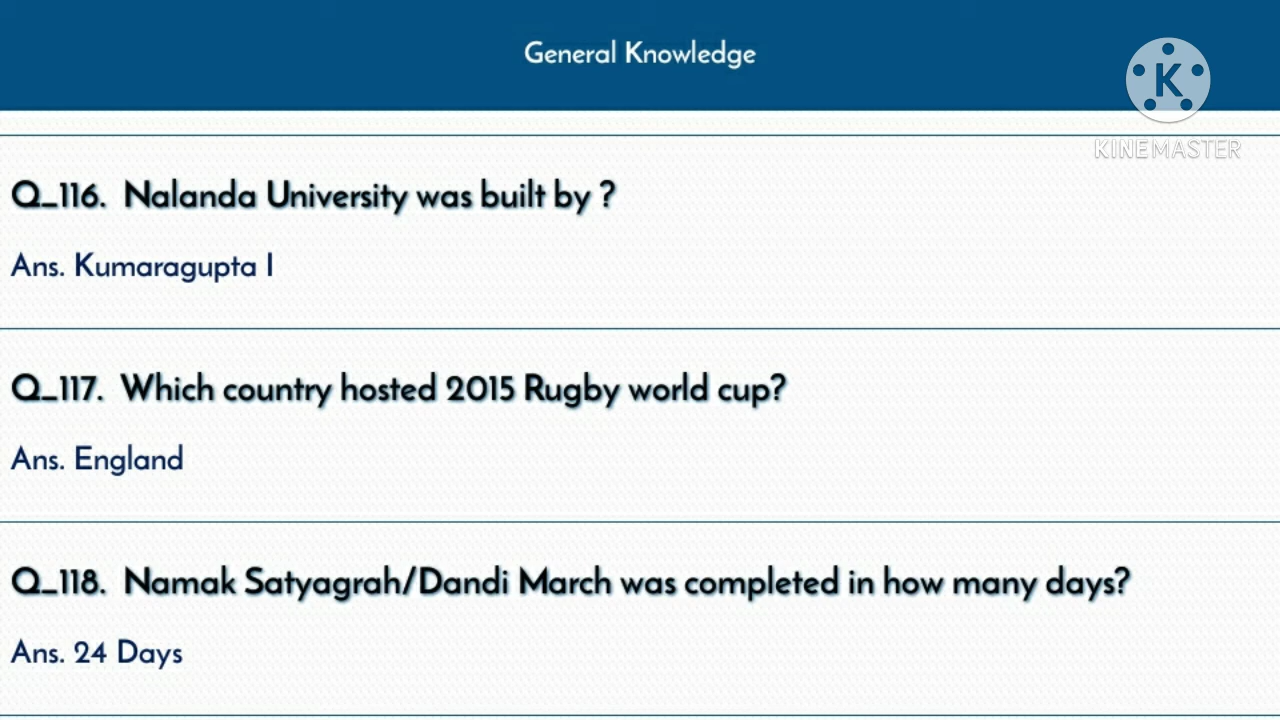 General Knowledge
K
KINEMASTER
Q_116. Nalanda University was built by ?
Ans. Kumaragupta I
Q_117. Which country hosted 2015 Rugby world cup?
Ans. England
Q_118. Namak Satyagrah/Dandi March was completed in how many days?
Ans. 24 Days